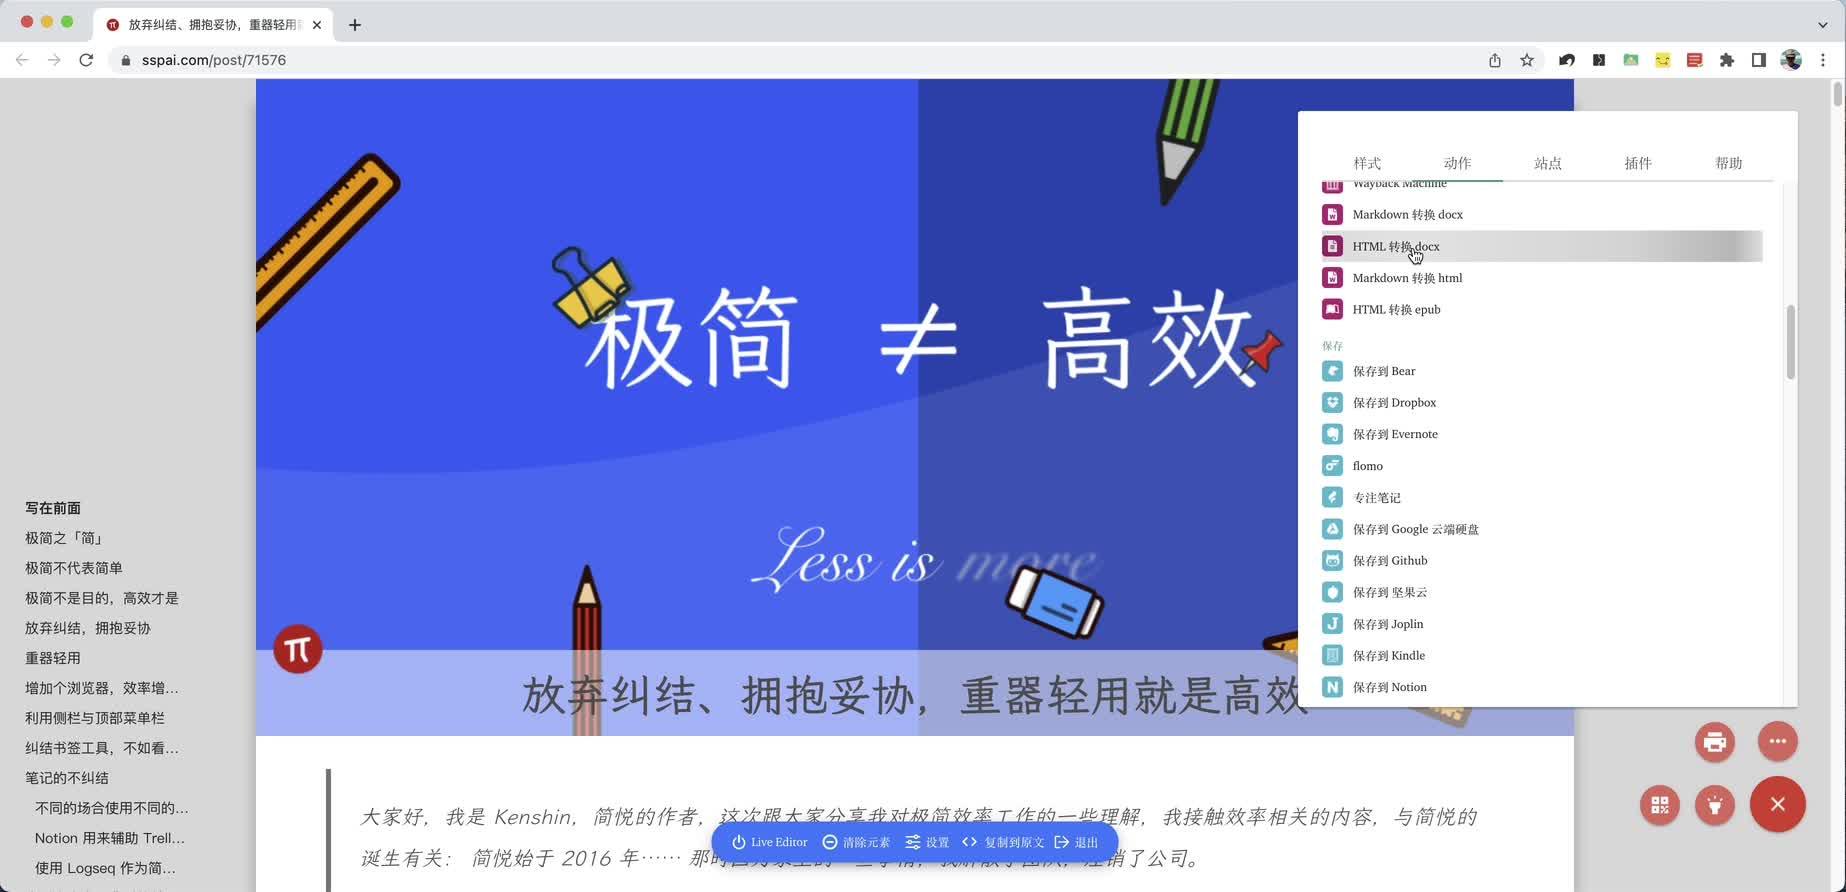 放弃纠结、拥抱妥协，重器轻用
sspai.com/post/71576
极简 ≠ 高效
Less is more
放弃纠结、拥抱妥协，重器轻用就是高效
写在前面
极简之「简」
极简不代表简单
极简不是目的，高效才是
放弃纠结，拥抱妥协
重器轻用
增加个浏览器，效率增…
利用侧栏与顶部菜单栏
纠结书签工具，不如看…
笔记的不纠结
不同的场合使用不同的…
Notion 用来辅助 Trell…
使用 Logseq 作为简…
大家好，我是 Kenshin，简悦的作者，这次跟大家分享我对极简效率工作的一些理解，我接触效率相关的内容，与简悦的
诞生有关： 简悦始于 2016 年…… 那时
了公司。
Live Editor 清除元素 设置 复制到原文 退出
样式 动作 站点 插件 帮助
Wayback Machine
Markdown 转换 docx
HTML 转换 docx
Markdown 转换 html
HTML 转换 epub
保存
保存到 Bear
保存到 Dropbox
保存到 Evernote
flomo
专注笔记
保存到 Google 云端硬盘
保存到 Github
保存到 坚果云
保存到 Joplin
保存到 Kindle
保存到 Notion